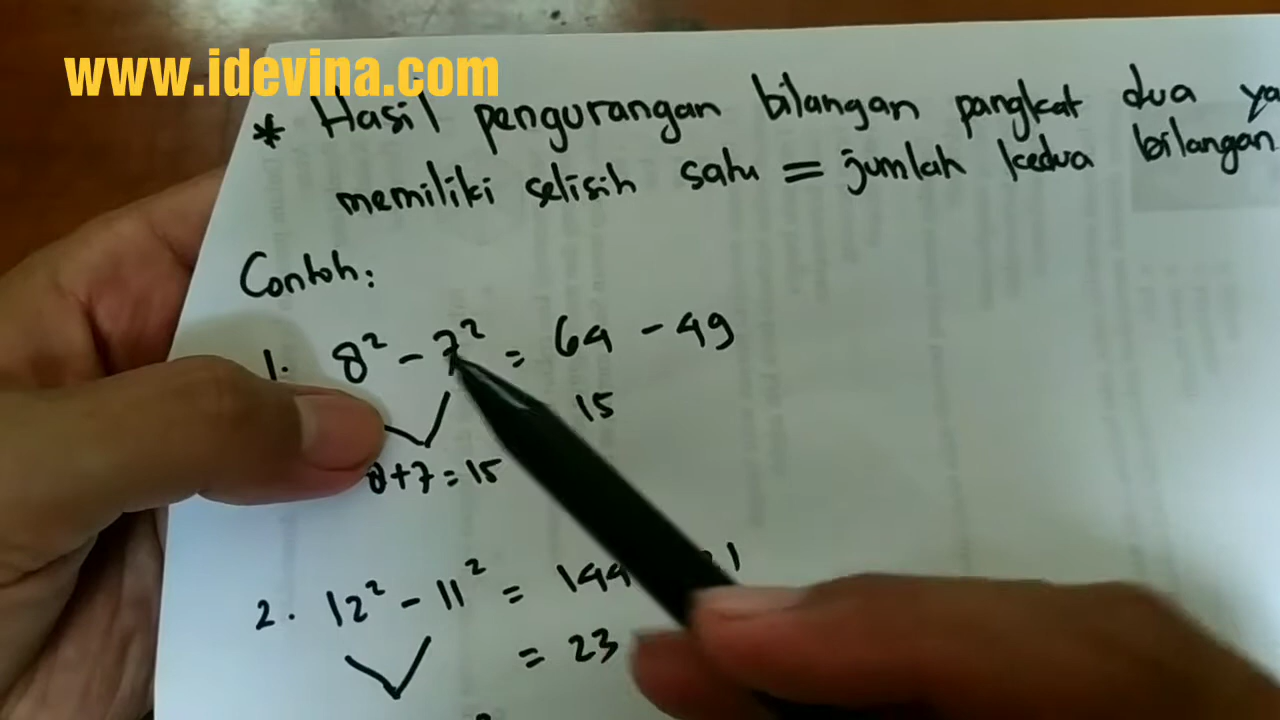 www.idevina.com
* Hasil pengurangan bilangan pangkat dua
memiliki selisih satu = jumlah kedua bilangan
Contoh:
1. 8² - 7² = 64 - 49
15
8+7=15
2. 12² - 11² = 144
= 23